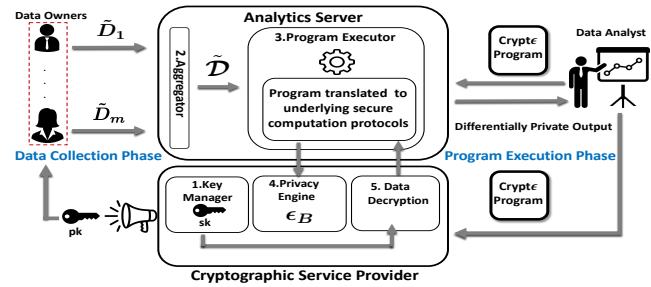 Data Owners
D̃₁
.
.
.
D̃ₘ
Data Collection Phase
pk
Analytics Server
2.Aggregator
𝓓̃
3.Program Executor
Program translated to
underlying secure
computation protocols
Cryptϵ
Program
Data Analyst
Differentially Private Output
Program Execution Phase
Cryptϵ
Program
1.Key
Manager
sk
4.Privacy
Engine
ϵ_B
5. Data
Decryption
Cryptographic Service Provider